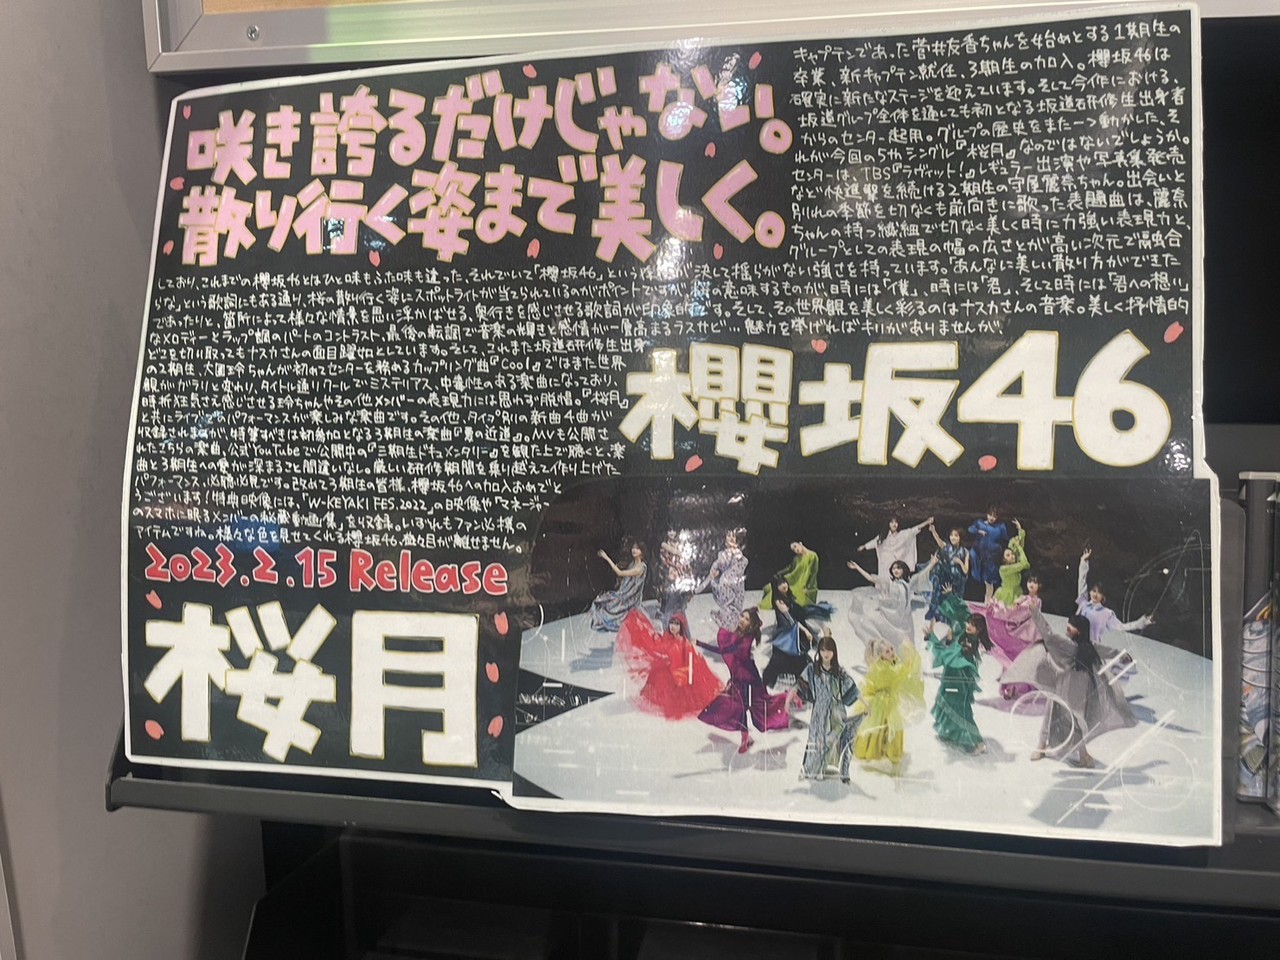 咲き誇るだけじゃない。
散り行く姿まで美しく。
キャプテンであった菅井友香ちゃんを始めとする1期生の
卒業、新キャプテン就任、3期生の加入。櫻坂46は
確実に新たなステージを迎えています。そして今作における、
坂道グループ全体を通しても初となる坂道研修生出身者
からのセンター起用。グループの歴史をまた一つ動かした、そ
れが今回の5thシングル『桜月』なのではないでしょうか。
センターは、TBS『ラヴィット!』レギュラー出演や写真集発売
など快進撃を続ける2期生の守屋麗奈ちゃん。出会いと
別れの季節を切なくも前向きに歌った表題曲は、麗奈
ちゃんの持つ繊細で切なく美しく時に力強い表現力と、
グループとしての表現の幅の広さとが高い次元で融合
しており、これまでの櫻坂46とはひと味もふた味も違った、それでいて「櫻坂46」という が決して揺らがない強さを持っています。「あんなに美しい散り方ができた
らな」という歌詞にもある通り、桜の散り行く姿にスポットライトが当てられているのがポイントですが、桜の意味するものが、時には「僕」、時には「君」、そして時には「君への想い」
であったりと、箇所によって様々な情景を思い浮かばせる、奥行きを感じさせる歌詞が印象的です。そして、その世界観を美しく彩るのはナスカさんの音楽。美しく抒情的
なメロディーとラップ調のパートのコントラスト、最後の転調で音楽の輝きと感情が一層高まるラスサビ…魅力を挙げればキリがありませんが、
どこを切り取ってもナスカさんの面目躍如としています。そして、これまた坂道研修生出身
の2期生、大園玲ちゃんが初めてセンターを務めるカップリング曲『Cool』ではまた世界
観がガラリと変わり、タイトル通りクールでミステリアス、中毒性のある楽曲になっており、
時折狂気さえ感じさせる玲ちゃんやその他メンバーの表現力には思わず脱帽。『桜月』
と共にライブでのパフォーマンスが楽しみな楽曲です。その他、タイプ別の新曲4曲が
収録されますが、特筆すべきは初参加となる3期生の楽曲『夏の近道』。MVも公開さ
れたこちらの楽曲、公式YouTubeで公開中の『三期生ドキュメンタリー』を観た上で聴くと、楽
曲と3期生への愛が深まること間違いなし。厳しい研修期間を乗り越えて作り上げた
パフォーマンス、必聴必見です。改めて3期生の皆様、櫻坂46への加入おめでと
うございます!特典映像には、「W-KEYAKI FES.2022」の映像や「マネージャー
のスマホに眠るメンバーの秘蔵動画集」を収録。いずれもファン必携の
アイテムですね。様々な色を見せてくれる櫻坂46、益々目が離せません。
櫻坂46
2023.2.15 Release
桜月